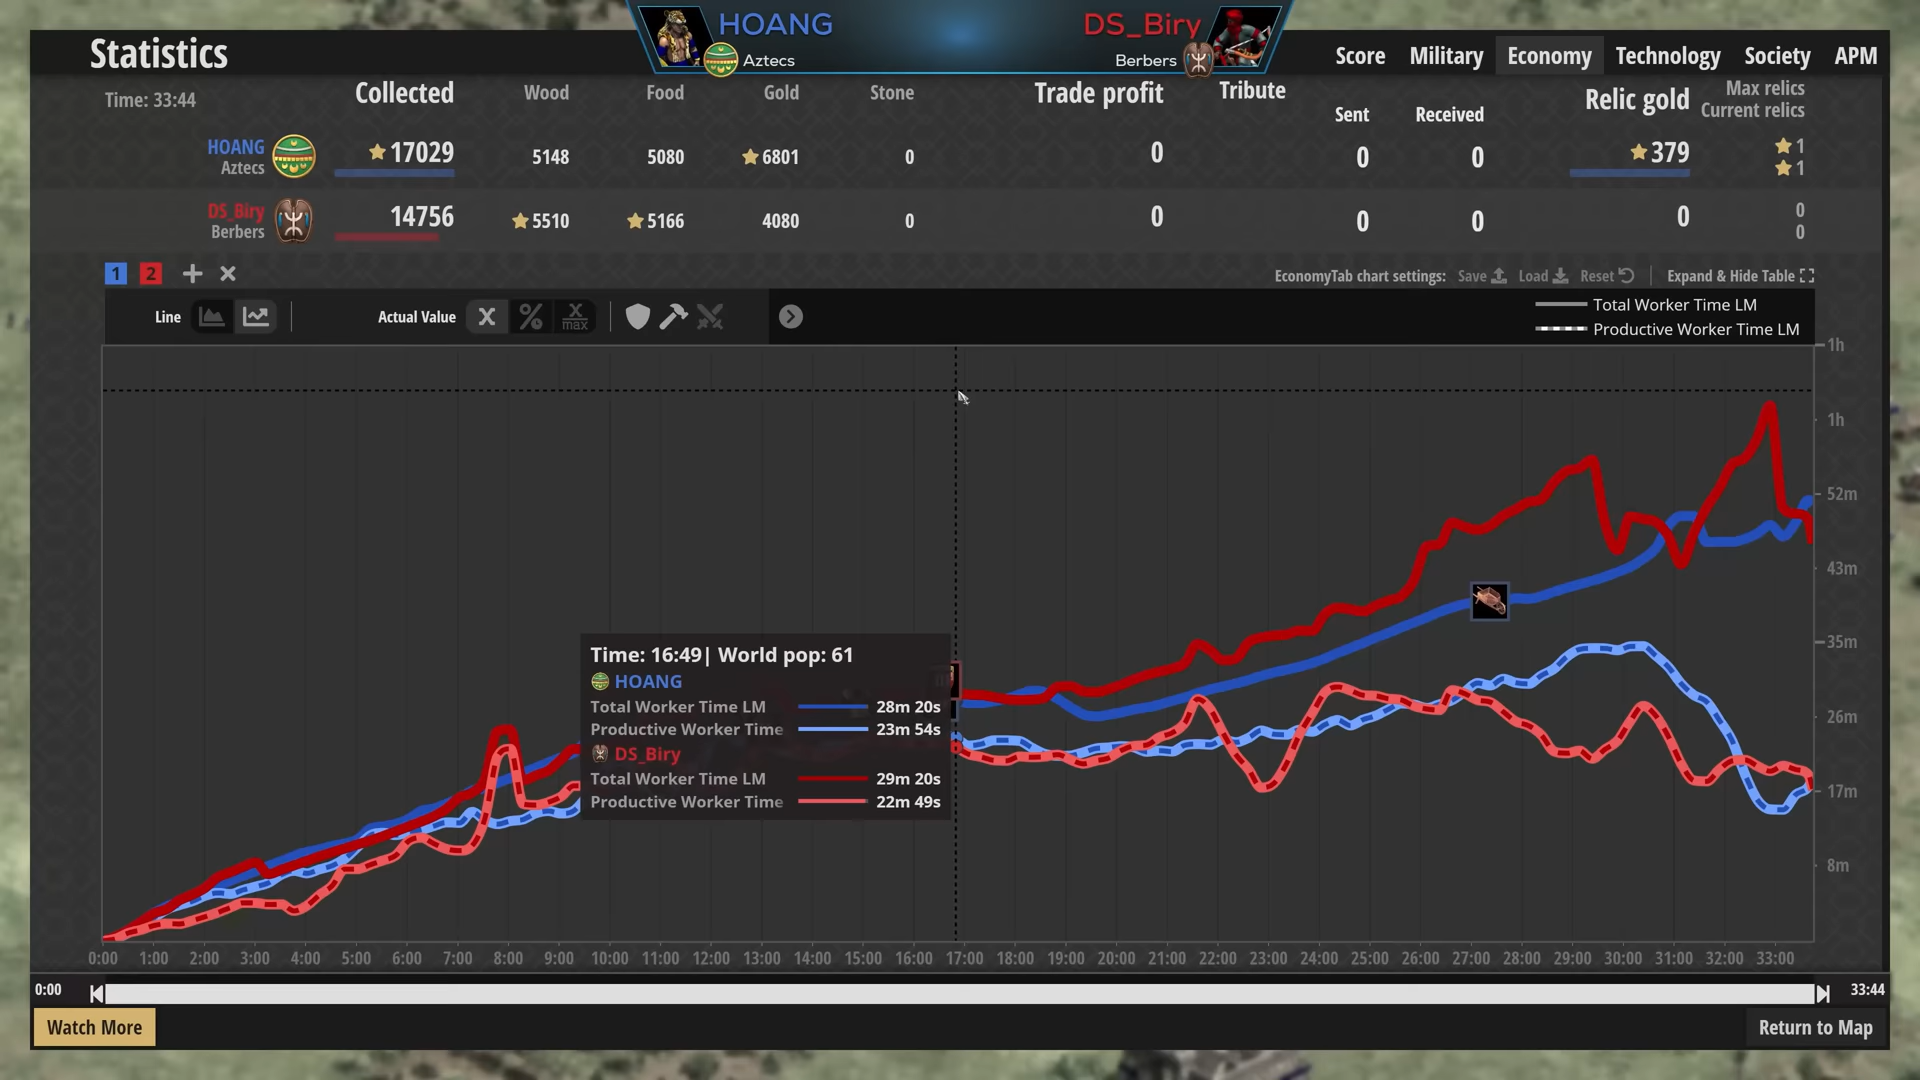 HOANG
Aztecs
DS_Biry
Berbers
Statistics
Score Military Economy Technology Society APM
Time: 33:44
Collected Wood Food Gold Stone Trade profit Tribute Sent Received Relic gold Max relics
Current relics
HOANG
Aztecs
17029 5148 5080 6801 0 0 0 0 379 1
1
DS_Biry
Berbers
14756 5510 5166 4080 0 0 0 0 0 0
0
1 2
EconomyTab chart settings: Save Load Reset Expand & Hide Table
Line Actual Value X % X
max
Total Worker Time LM
Productive Worker Time LM
1h
1h
52m
43m
35m
26m
17m
8m
Time: 16:49| World pop: 61
HOANG
Total Worker Time LM 28m 20s
Productive Worker Time 23m 54s
DS_Biry
Total Worker Time LM 29m 20s
Productive Worker Time 22m 49s
0:00 1:00 2:00 3:00 4:00 5:00 6:00 7:00 8:00 9:00 10:00 11:00 12:00 13:00 14:00 15:00 16:00 17:00 18:00 19:00 20:00 21:00 22:00 23:00 24:00 25:00 26:00 27:00 28:00 29:00 30:00 31:00 32:00 33:00
0:00 33:44
Watch More
Return to Map